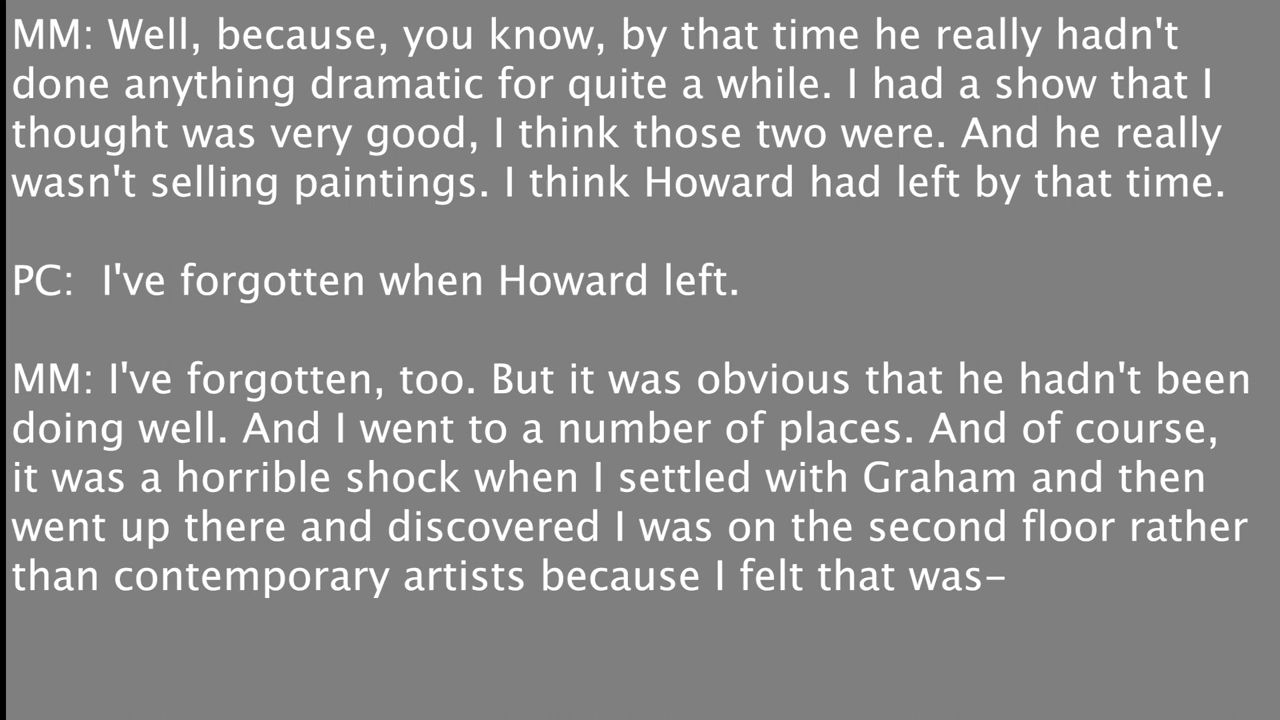 MM: Well, because, you know, by that time he really hadn't
done anything dramatic for quite a while. I had a show that I
thought was very good, I think those two were. And he really
wasn't selling paintings. I think Howard had left by that time.
PC:  I've forgotten when Howard left.
MM: I've forgotten, too. But it was obvious that he hadn't been
doing well. And I went to a number of places. And of course,
it was a horrible shock when I settled with Graham and then
went up there and discovered I was on the second floor rather
than contemporary artists because I felt that was–